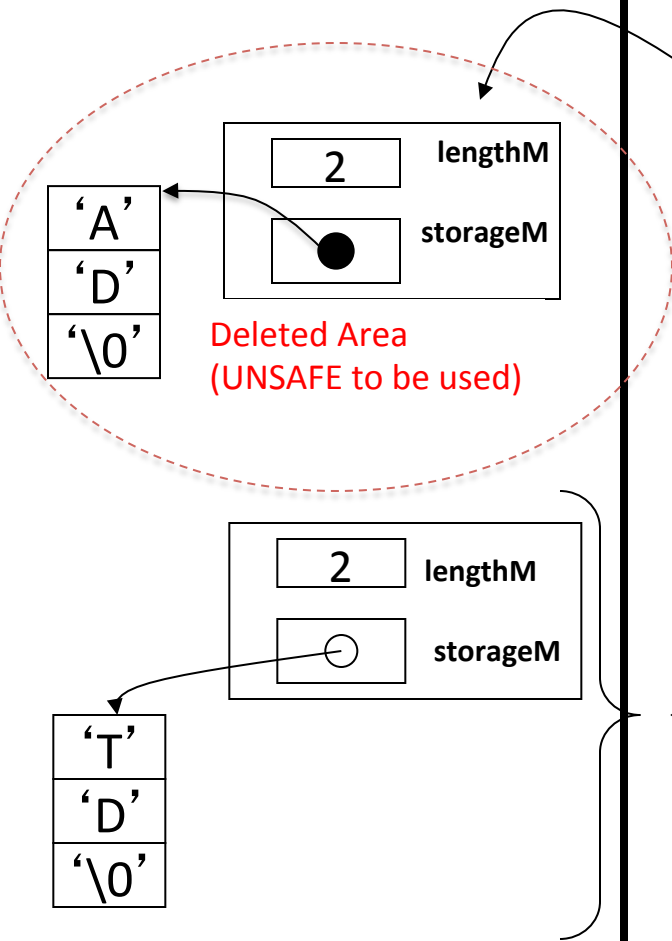 2
lengthM
storageM
‘A’
‘D’
‘\0’
Deleted Area
(UNSAFE to be used)
2
lengthM
storageM
‘T’
‘D’
‘\0’